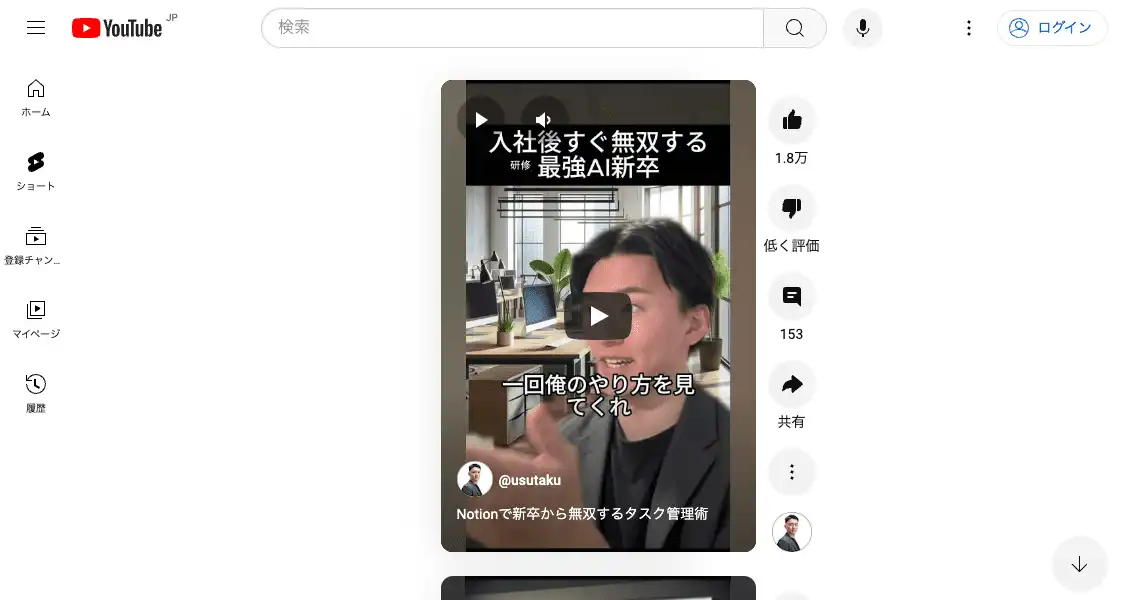 YouTube JP
検索
ログイン
ホーム
ショート
登録チャン...
マイページ
履歴
入社後すぐ無双する
研修 最強AI新卒
一回俺のやり方を見
てくれ
@usutaku
Notionで新卒から無双するタスク管理術
1.8万
低く評価
153
共有